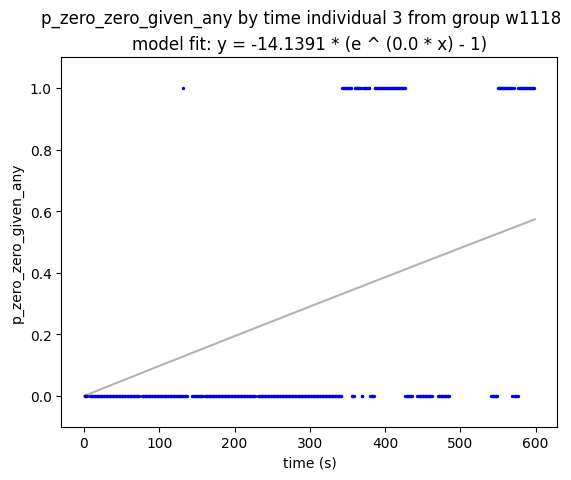 p_zero_zero_given_any by time individual 3 from group w1118
model fit: y = -14.1391 * (e ^ (0.0 * x) - 1)
1.0
0.8
0.6
0.4
0.2
0.0
p_zero_zero_given_any
0 100 200 300 400 500 600
time (s)